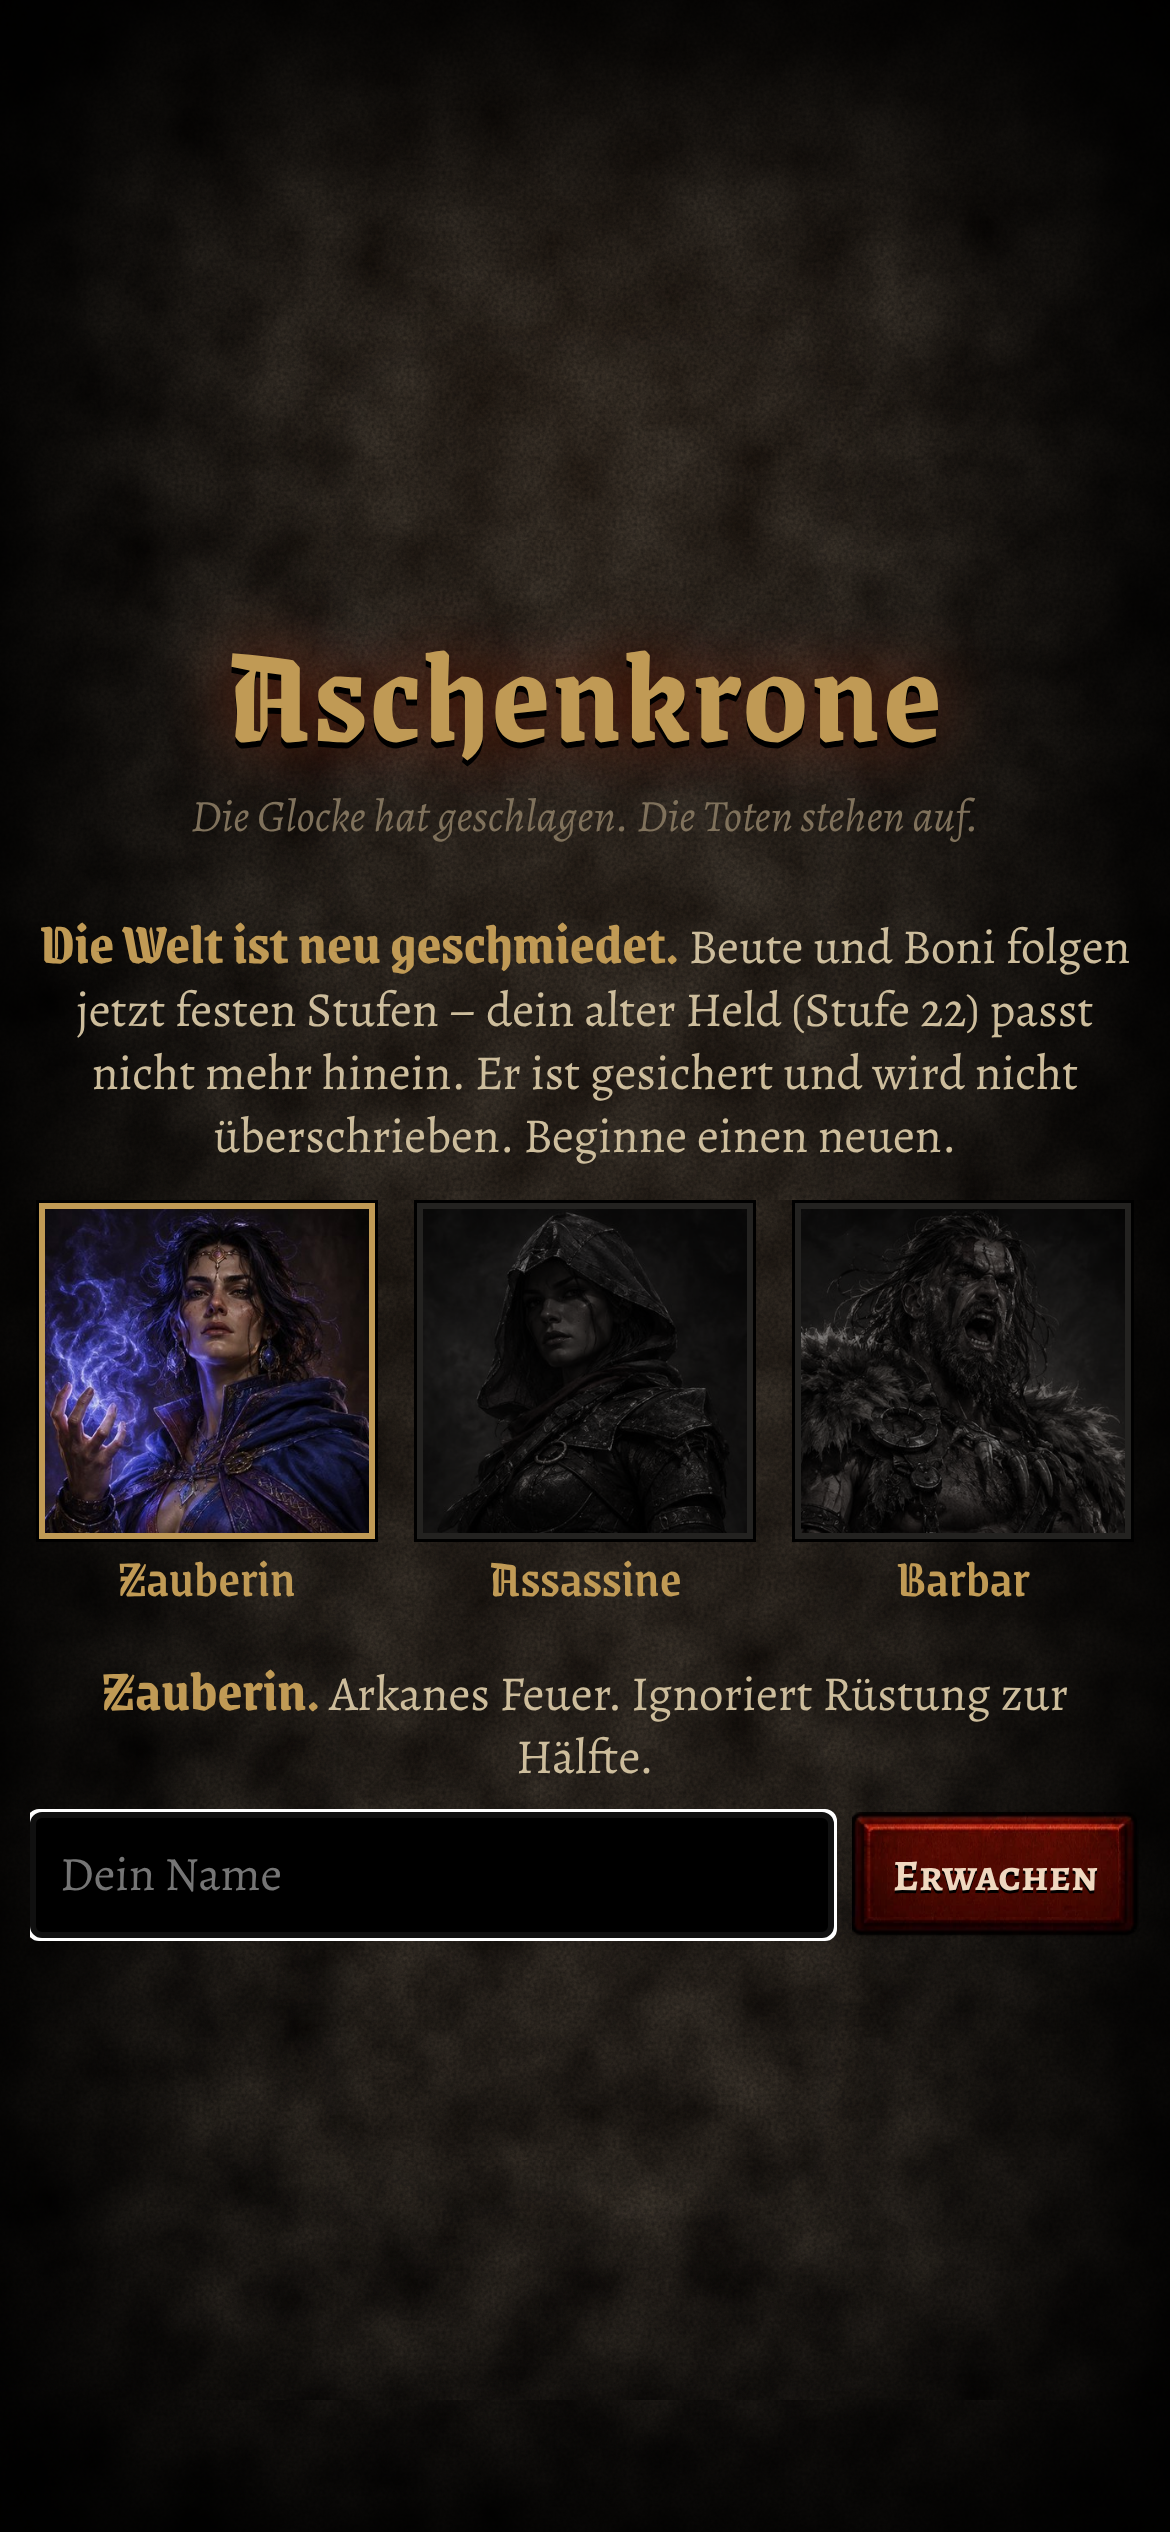 Aschenkrone
Die Glocke hat geschlagen. Die Toten stehen auf.
Die Welt ist neu geschmiedet. Beute und Boni folgen
jetzt festen Stufen – dein alter Held (Stufe 22) passt
nicht mehr hinein. Er ist gesichert und wird nicht
überschrieben. Beginne einen neuen.
Zauberin
Assassine
Barbar
Zauberin. Arkanes Feuer. Ignoriert Rüstung zur
Hälfte.
Dein Name
Erwachen